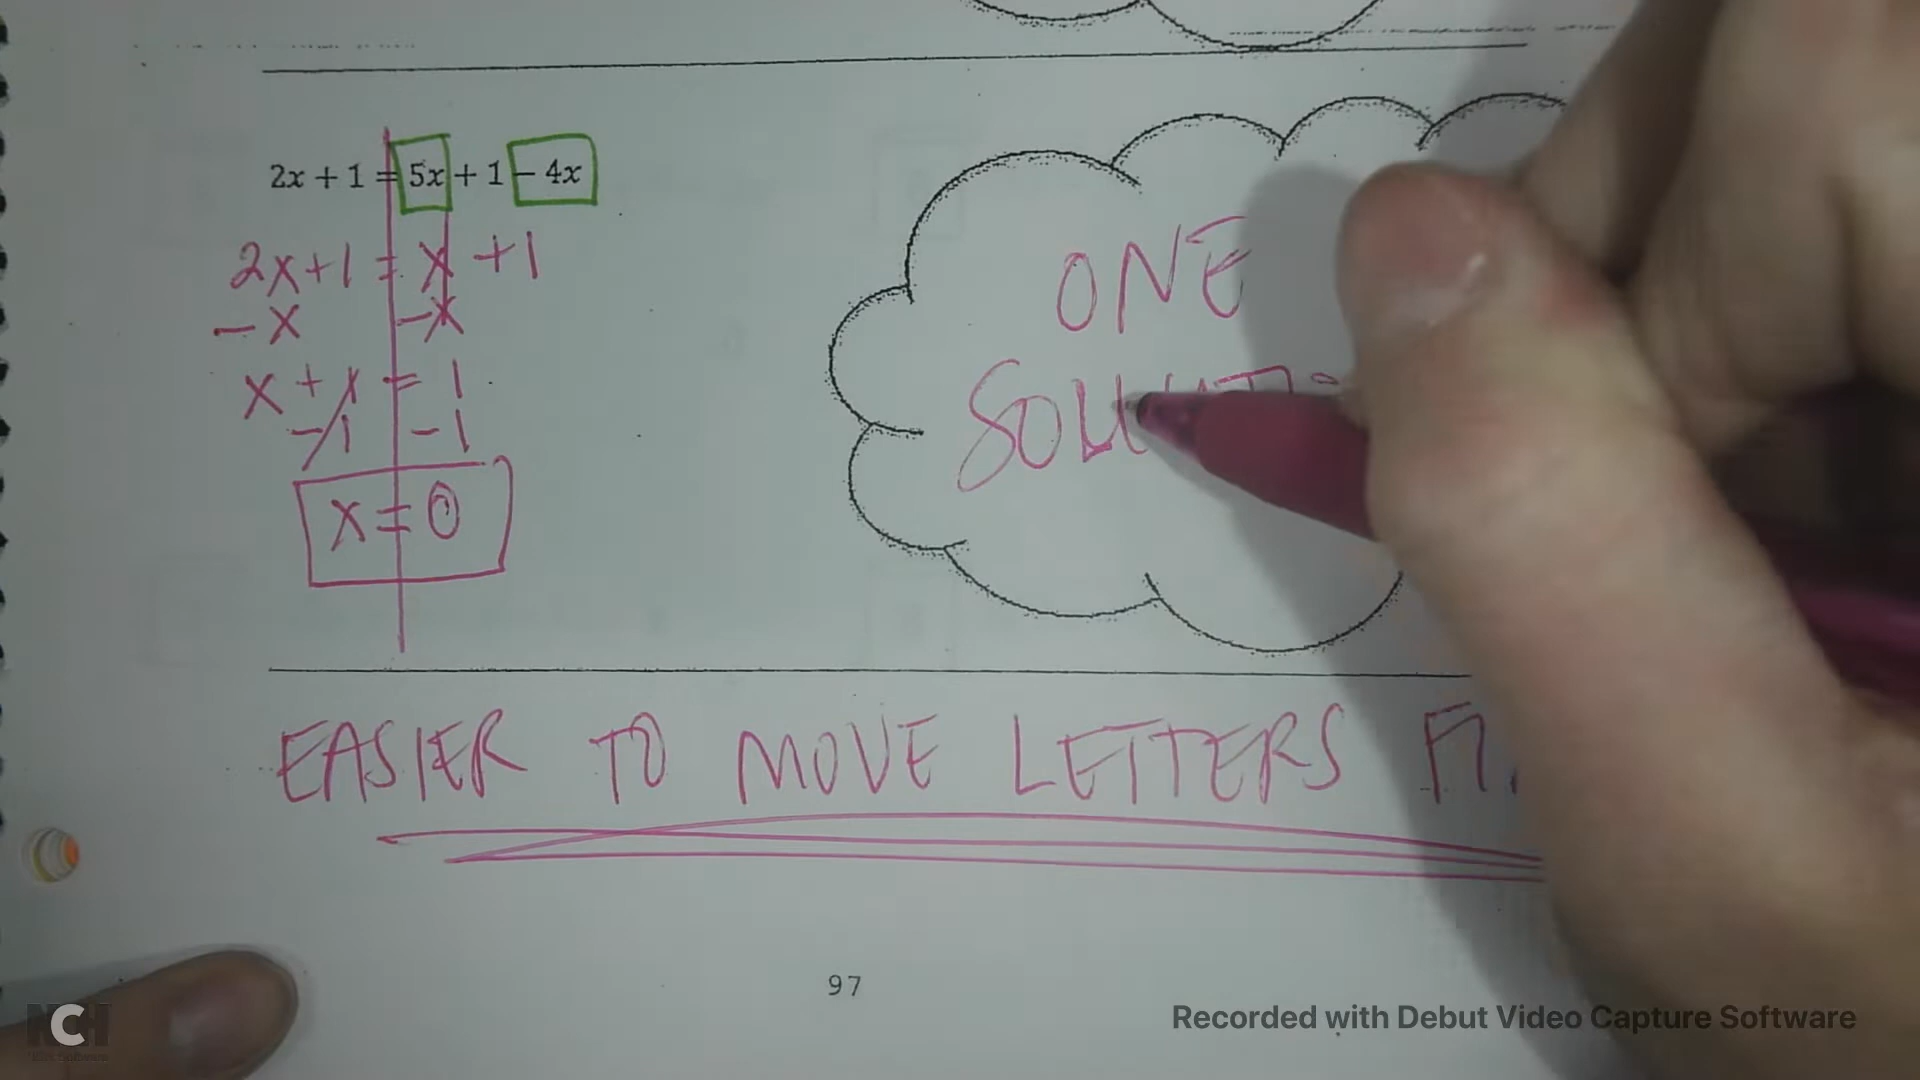 2x + 1 = 5x + 1 - 4x
2x+1 = x +1
-x -x
x + 1 = 1
-1 -1
x = 0
ONE
EASIER TO MOVE LETTERS
97
Recorded with Debut Video Capture Software
NCH